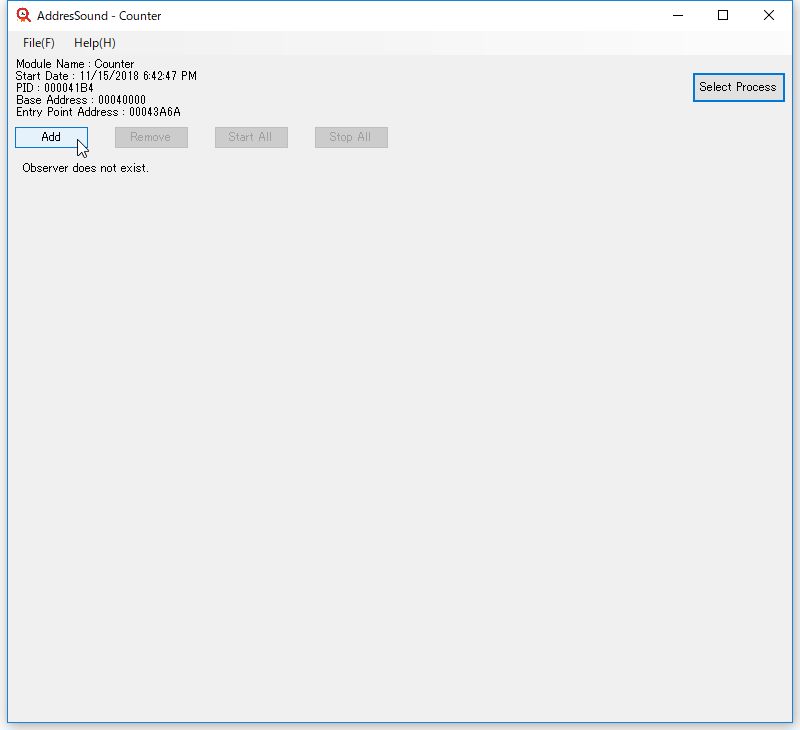 AddresSound - Counter
File(F) Help(H)
Module Name : Counter
Start Date : 11/15/2018 6:42:47 PM
PID : 000041B4
Base Address : 00040000
Entry Point Address : 00043A6A
Select Process
Add Remove Start All Stop All
Observer does not exist.